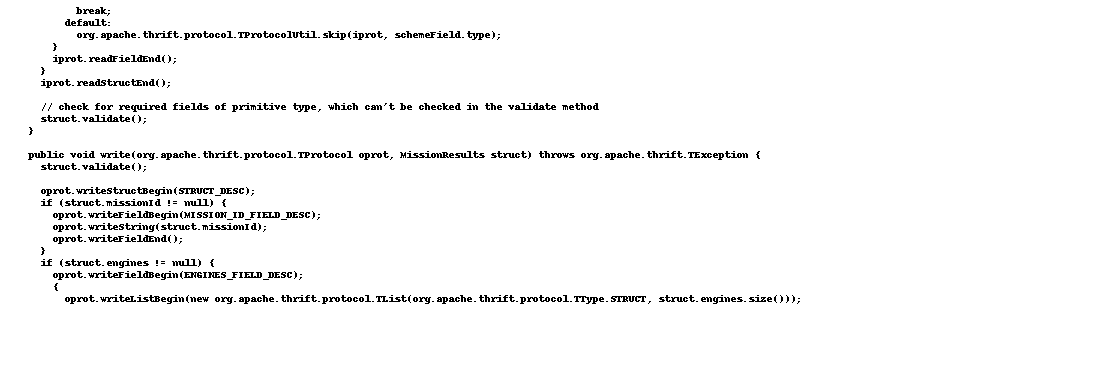 break;
default:
org.apache.thrift.protocol.TProtocolUtil.skip(iprot, schemeField.type);
}
iprot.readFieldEnd();
}
iprot.readStructEnd();
// check for required fields of primitive type, which can't be checked in the validate method
struct.validate();
}
public void write(org.apache.thrift.protocol.TProtocol oprot, MissionResults struct) throws org.apache.thrift.TException {
struct.validate();
oprot.writeStructBegin(STRUCT_DESC);
if (struct.missionId != null) {
oprot.writeFieldBegin(MISSION_ID_FIELD_DESC);
oprot.writeString(struct.missionId);
oprot.writeFieldEnd();
}
if (struct.engines != null) {
oprot.writeFieldBegin(ENGINES_FIELD_DESC);
{
oprot.writeListBegin(new org.apache.thrift.protocol.TList(org.apache.thrift.protocol.TType.STRUCT, struct.engines.size()));